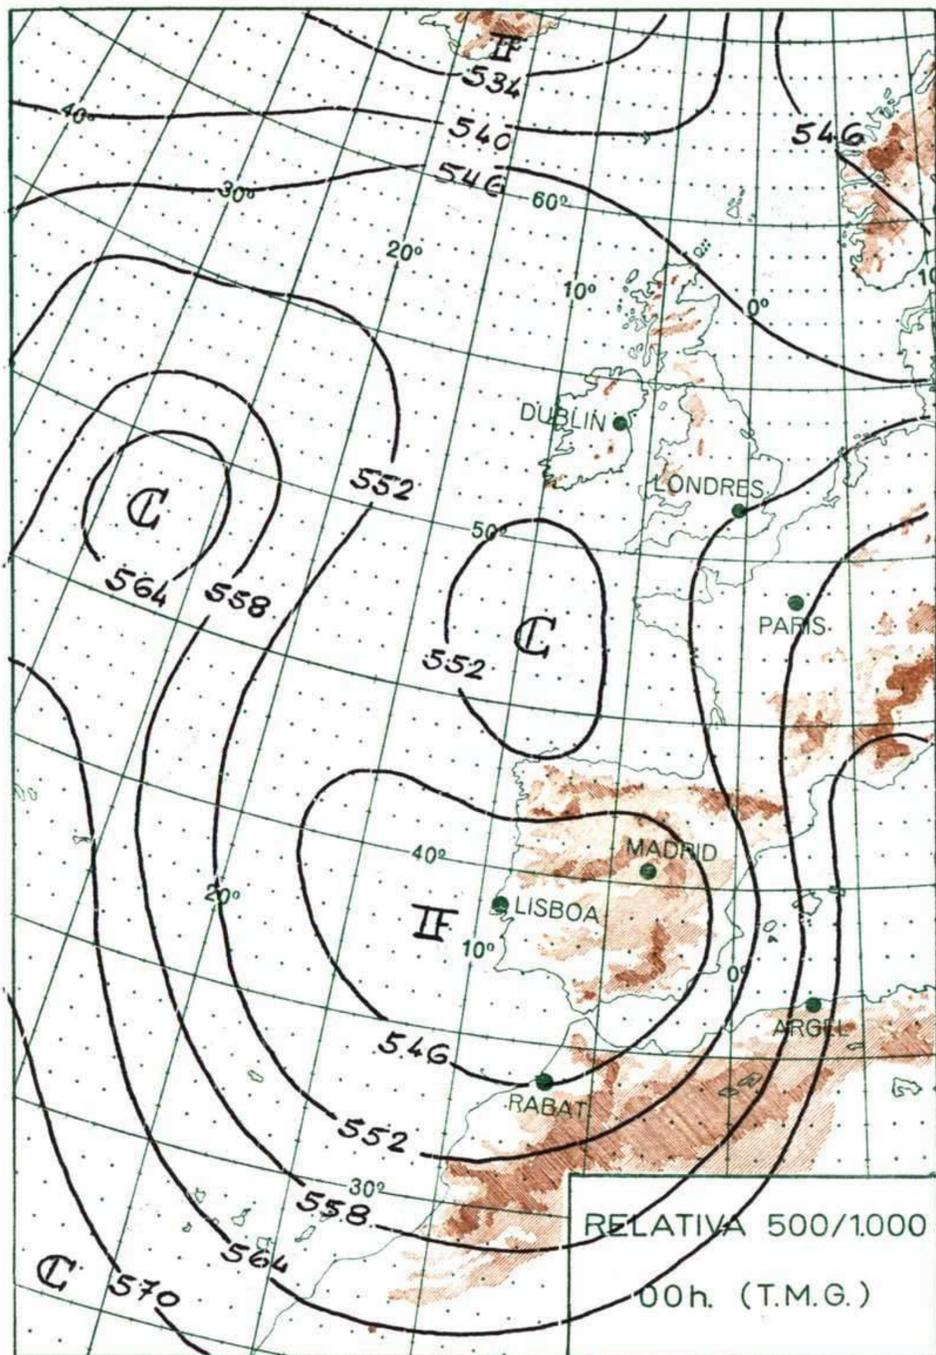 F
534
40°
540
546
546
30°
60°
20°
10°
0°
10
DUBLIN
552
LONDRES
50°
C
564
558
PARIS
C
552
40°
MADRID
20°
LISBOA
F
10°
0°
ARGEL
546
RABAT
552
30°
558
564
C
570
RELATIVA 500/1.000
00h. (T.M.G.)